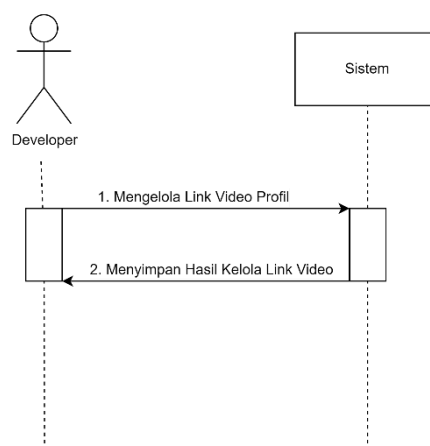 Sistem
Developer
1. Mengelola Link Video Profil
2. Menyimpan Hasil Kelola Link Video